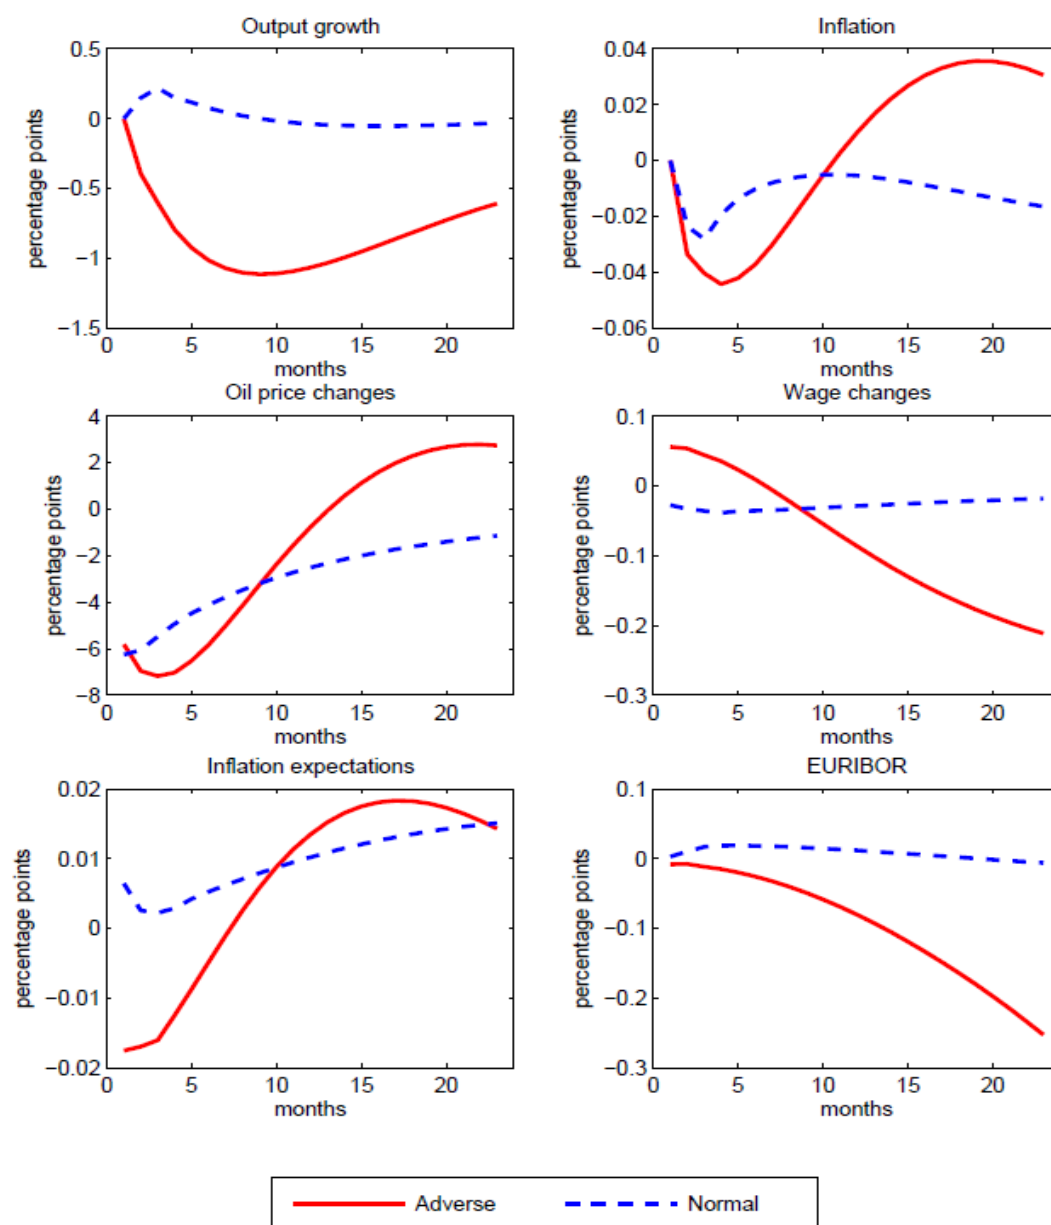 Output growth
percentage points
0.5
0
−0.5
−1
−1.5
0 5 10 15 20
months
Inflation
percentage points
0.04
0.02
0
−0.02
−0.04
−0.06
0 5 10 15 20
months
Oil price changes
percentage points
4
2
0
−2
−4
−6
−8
0 5 10 15 20
months
Wage changes
percentage points
0.1
0
−0.1
−0.2
−0.3
0 5 10 15 20
months
Inflation expectations
percentage points
0.02
0.01
0
−0.01
−0.02
0 5 10 15 20
months
EURIBOR
percentage points
0.1
0
−0.1
−0.2
−0.3
0 5 10 15 20
months
Adverse Normal